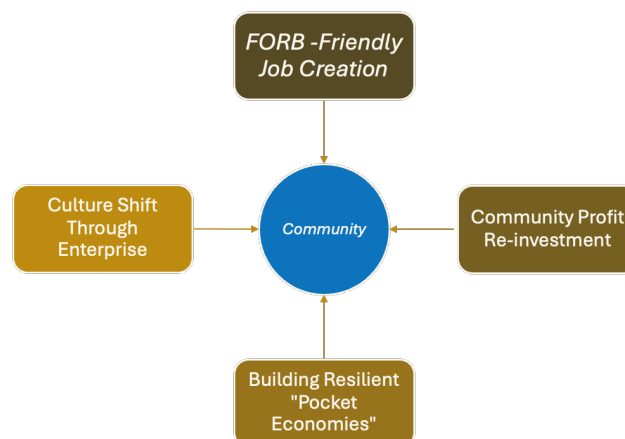 FORB -Friendly
Job Creation
Culture Shift
Through
Enterprise
Community
Community Profit
Re-investment
Building Resilient
"Pocket
Economies"